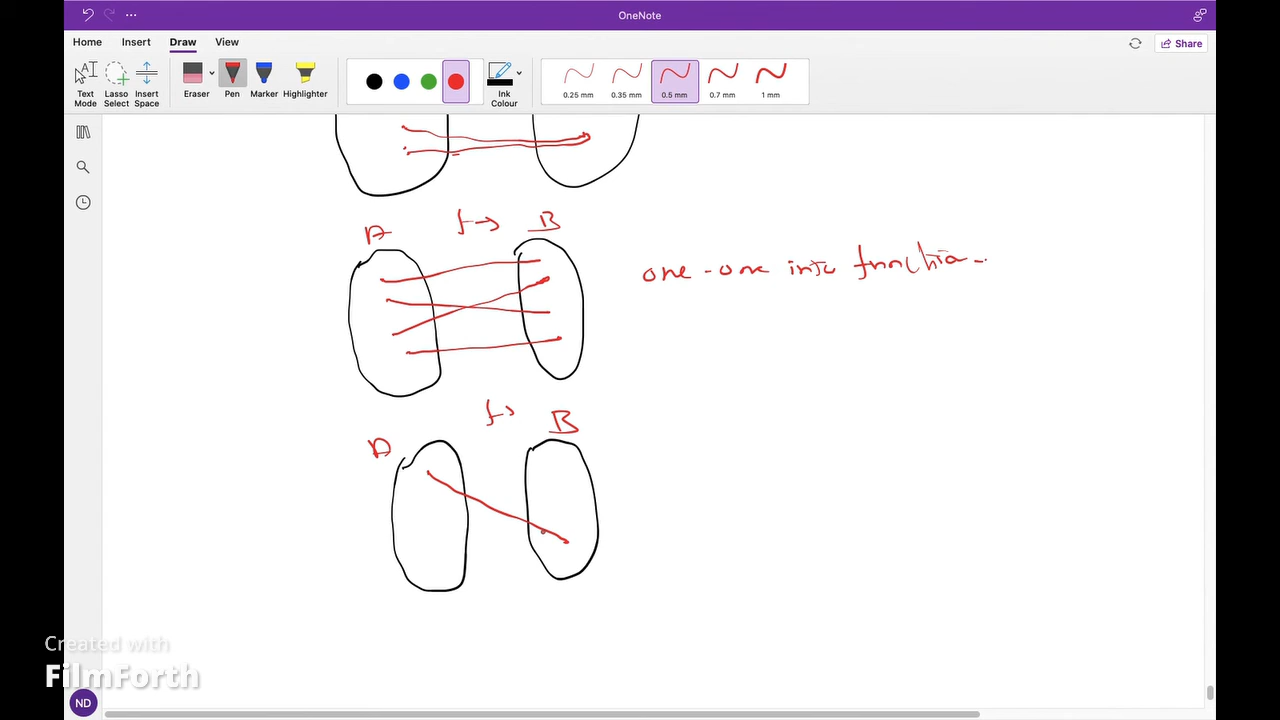 OneNote
Home Insert Draw View
Share
Text Mode
Lasso Select
Insert Space
Eraser
Pen
Marker
Highlighter
Ink Colour
0.25 mm
0.35 mm
0.5 mm
0.7 mm
1 mm
A f→ B
one-one into function
f→
A B
Created with
FilmForth
ND